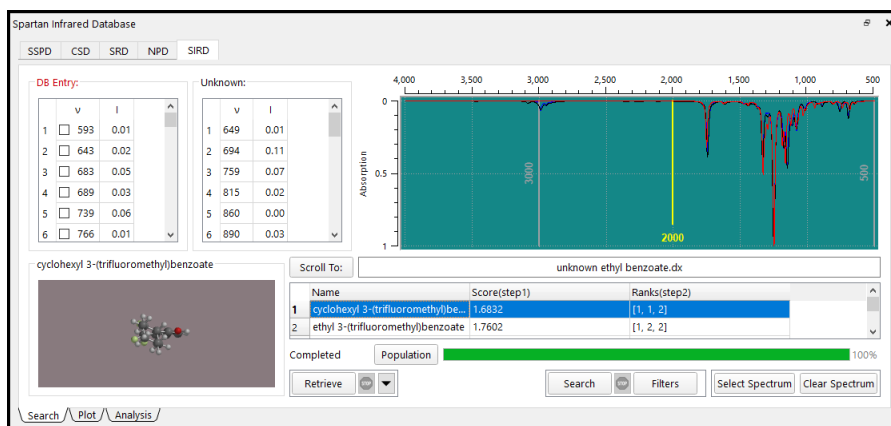 Spartan Infrared Database
SSPD CSD SRD NPD SIRD
DB Entry:
ν I
1 593 0.01
2 643 0.02
3 683 0.05
4 689 0.03
5 739 0.06
6 766 0.01
Unknown:
ν I
1 649 0.01
2 694 0.11
3 759 0.07
4 815 0.02
5 860 0.00
6 890 0.03
4,000 3,000 2,500 2,000 1,500 1,000 500
0
0.5
1
Absorption
3000
2000
500
cyclohexyl 3-(trifluoromethyl)benzoate
Scroll To: unknown ethyl benzoate.dx
Name Score(step1) Ranks(step2)
1 cyclohexyl 3-(trifluoromethyl)be... 1.6832 [1, 1, 2]
2 ethyl 3-(trifluoromethyl)benzoate 1.7602 [1, 2, 2]
Completed Population 100%
Retrieve STOP Search STOP Filters Select Spectrum Clear Spectrum
Search Plot Analysis